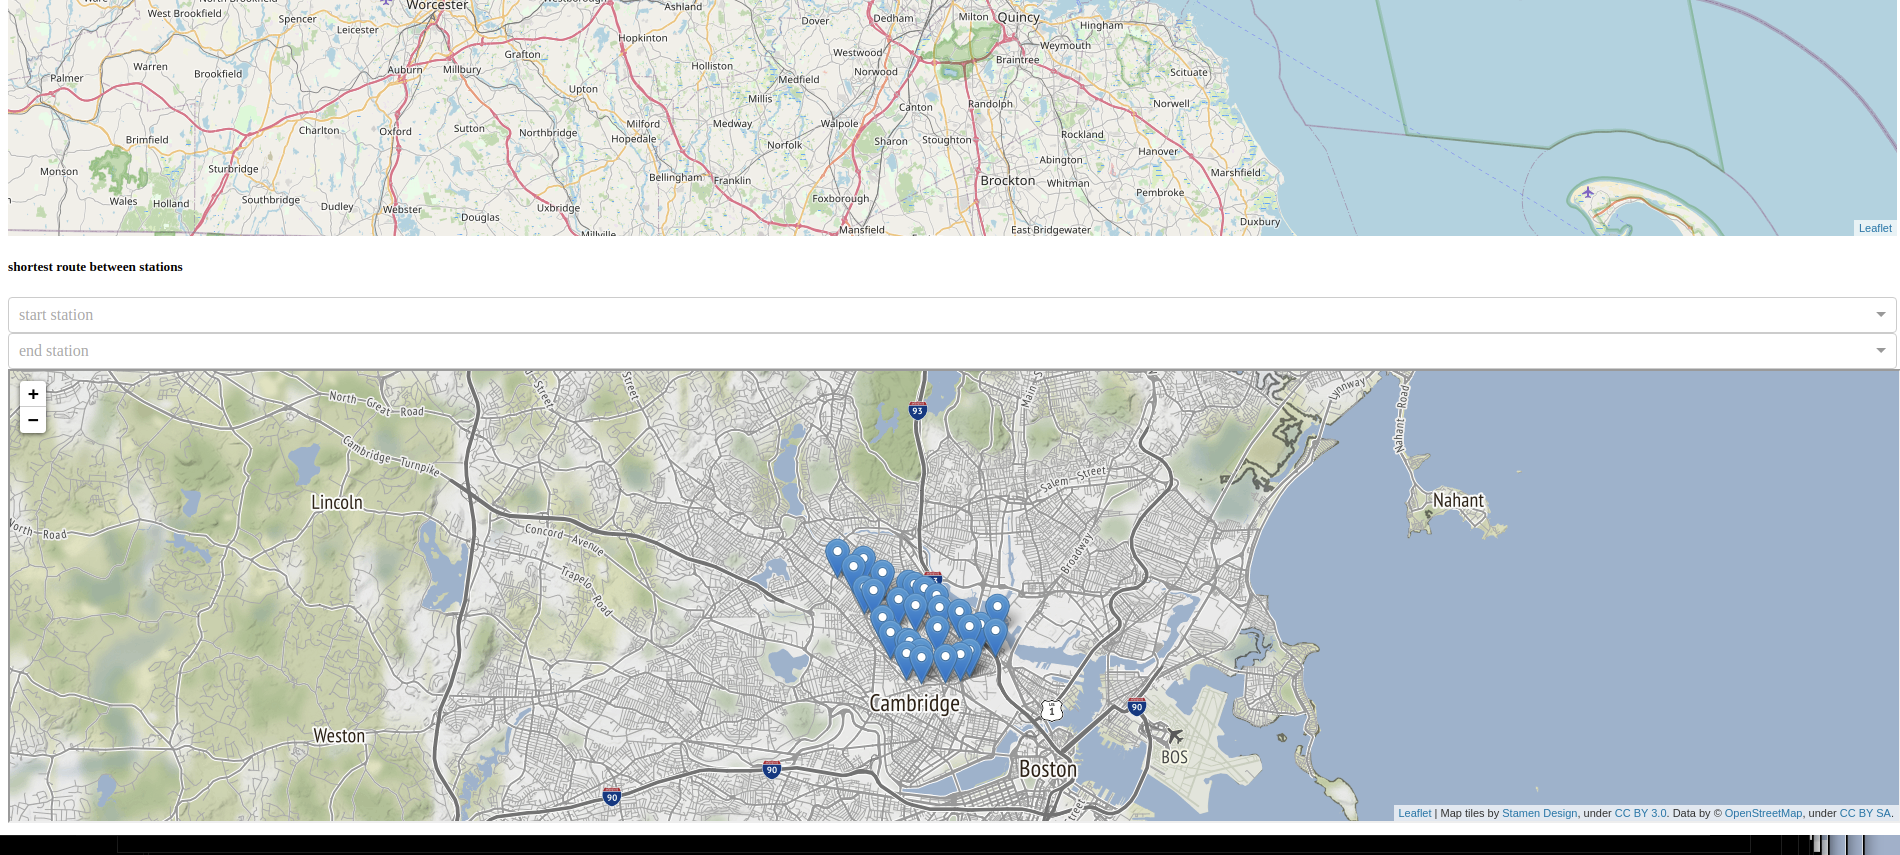 Worcester
West Brookfield
Spencer
Ashland
Dover
Dedham
Milton
Quincy
Hingham
Leicester
Hopkinton
Westwood
Weymouth
Grafton
Warren
Auburn
Millbury
Holliston
Norwood
Braintree
Scituate
Palmer
Brookfield
Medfield
Upton
Millis
Canton
Randolph
Norwell
Charlton
Oxford
Sutton
Northbridge
Milford
Medway
Walpole
Brimfield
Hopedale
Norfolk
Sharon
Stoughton
Rockland
Hanover
Monson
Sturbridge
Bellingham
Franklin
Abington
Brockton
Whitman
Marshfield
Pembroke
Wales
Holland
Southbridge
Dudley
Webster
Douglas
Uxbridge
Foxborough
Mansfield
East Bridgewater
Duxbury
Millville
Leaflet
shortest route between stations
start station
end station
+
−
North Great Road
Street
Street
Main S
Lynnway
Nahant Road
93
Cambridge Turnpike
Lincoln
Salem Street
Nahant
North Road
Concord Avenue
Trapelo Road
Broadway
Cambridge
Weston
1
90
BOS
90
Boston
90
Street
Leaflet | Map tiles by Stamen Design, under CC BY 3.0. Data by © OpenStreetMap, under CC BY SA.